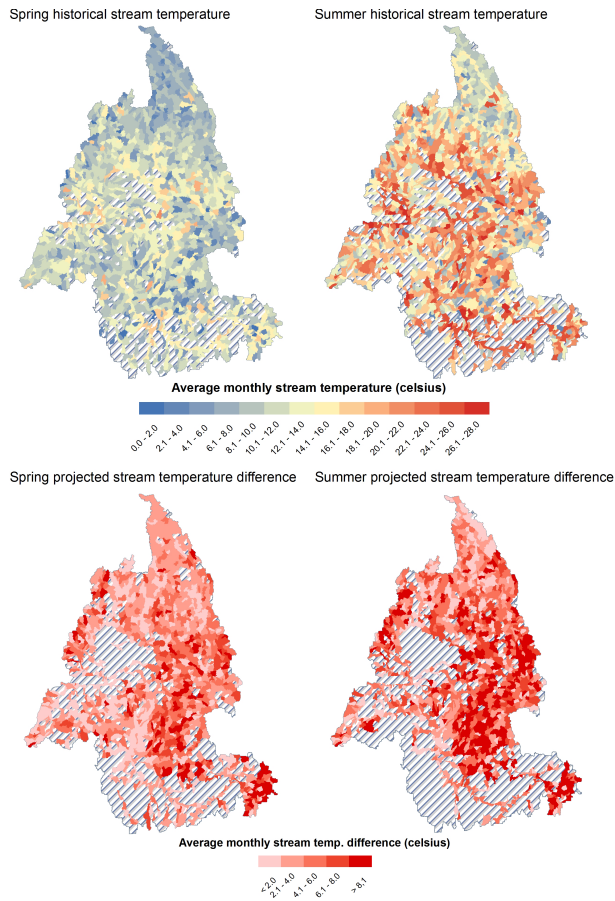 Spring historical stream temperature
Summer historical stream temperature
Average monthly stream temperature (celsius)
0.0 - 2.0
2.1 - 4.0
4.1 - 6.0
6.1 - 8.0
8.1 - 10.0
10.1 - 12.0
12.1 - 14.0
14.1 - 16.0
16.1 - 18.0
18.1 - 20.0
20.1 - 22.0
22.1 - 24.0
24.1 - 26.0
26.1 - 28.0
Spring projected stream temperature difference
Summer projected stream temperature difference
Average monthly stream temp. difference (celsius)
< 2.0
2.1 - 4.0
4.1 - 6.0
6.1 - 8.0
> 8.1